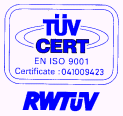 TÜV
CERT
EN ISO 9001
Certificate : 041009423
RWTÜV